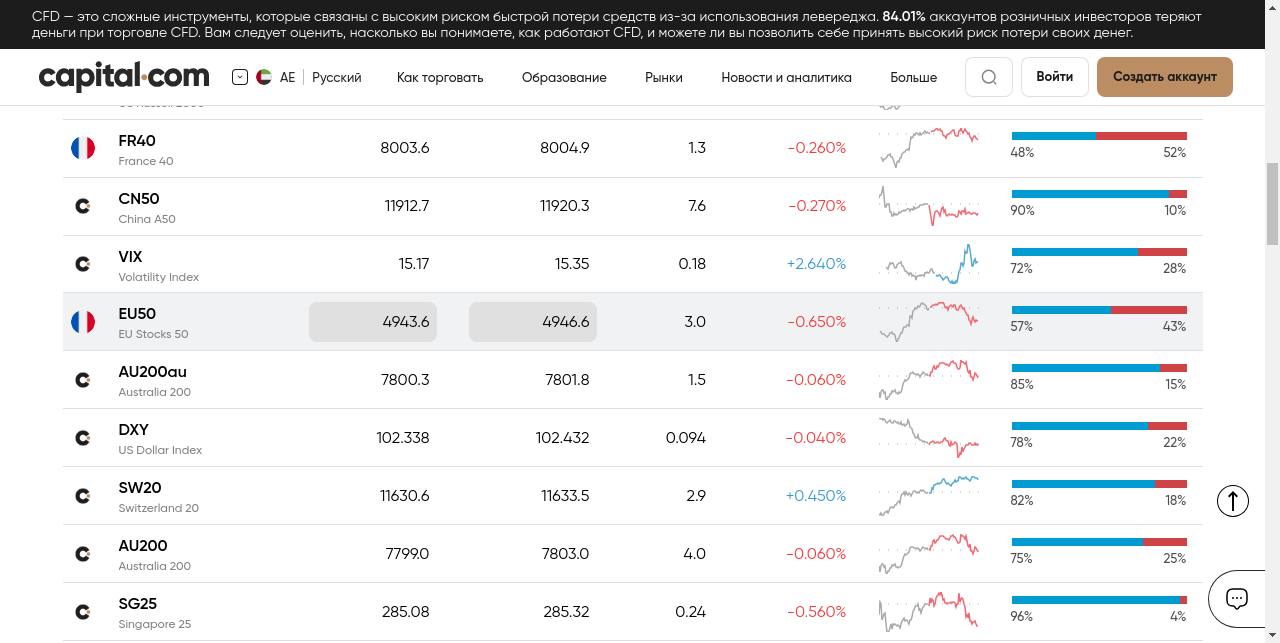 CFD — это сложные инструменты, которые связаны с высоким риском быстрой потери средств из-за использования левереджа. 84.01% аккаунтов розничных инвесторов теряют
деньги при торговле CFD. Вам следует оценить, насколько вы понимаете, как работают CFD, и можете ли вы позволить себе принять высокий риск потери своих денег.
capital.com AE Русский Как торговать Образование Рынки Новости и аналитика Больше Войти Создать аккаунт
FR40 8003.6 8004.9 1.3 -0.260%
France 40 48% 52%
CN50 11912.7 11920.3 7.6 -0.270%
China A50 90% 10%
VIX 15.17 15.35 0.18 +2.640%
Volatility Index 72% 28%
EU50 4943.6 4946.6 3.0 -0.650%
EU Stocks 50 57% 43%
AU200au 7800.3 7801.8 1.5 -0.060%
Australia 200 85% 15%
DXY 102.338 102.432 0.094 -0.040%
US Dollar Index 78% 22%
SW20 11630.6 11633.5 2.9 +0.450%
Switzerland 20 82% 18%
AU200 7799.0 7803.0 4.0 -0.060%
Australia 200 75% 25%
SG25 285.08 285.32 0.24 -0.560%
Singapore 25 96% 4%